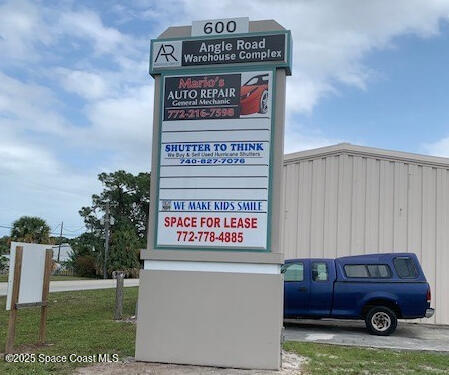 600
AR
Angle Road
Warehouse Complex
Mario's
AUTO REPAIR
General Mechanic
772-216-7598
SHUTTER TO THINK
We Buy & Sell Used Hurricane Shutters
740-827-7076
WE MAKE KIDS SMILE
SPACE FOR LEASE
772-778-4885
©2025 Space Coast MLS